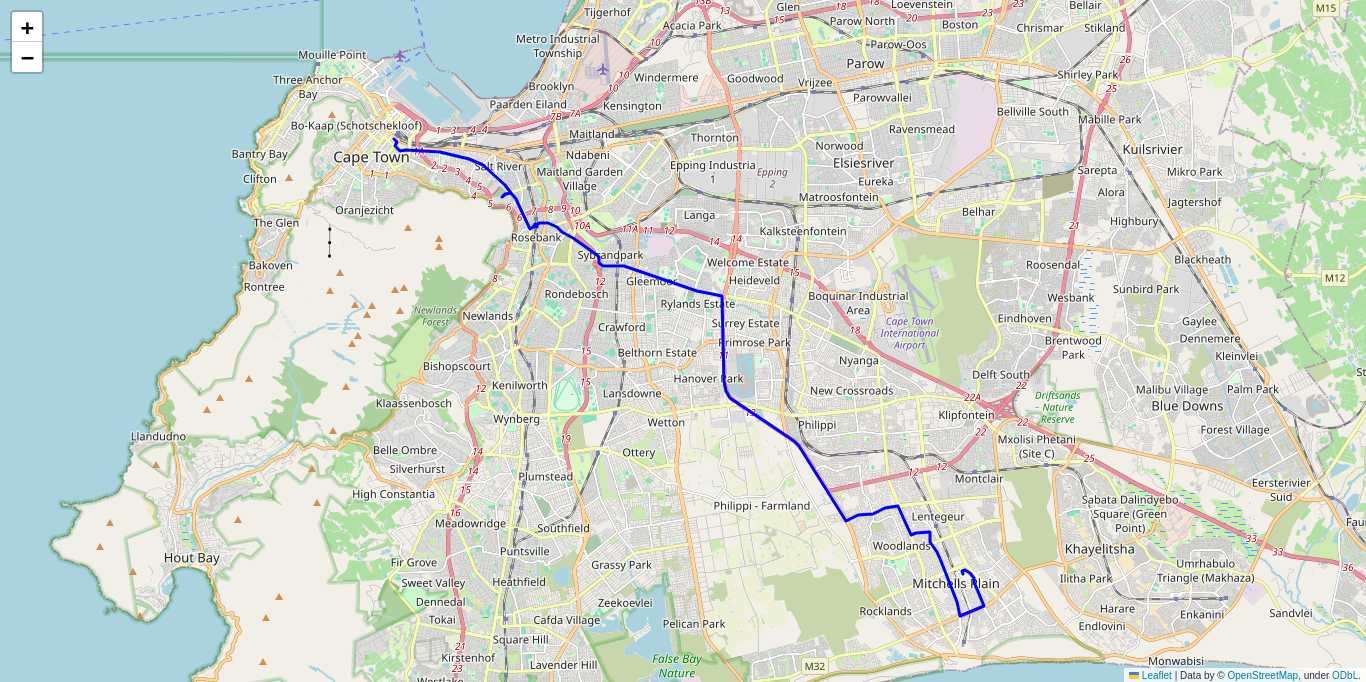 +
−
Tijgerhof
Acacia Park
13B
Glen
Loevenstein
Bellair
M15
Parow North
Boston
Chrismar
Stikland
Metro Industrial
Township
Parow-Oos
Mouille Point
Three Anchor
Bay
Windermere
Goodwood
Vrijzee
Parow
Shirley Park
Brooklyn
Paarden Eiland
Kensington
Parowvallei
Bellville South
Mabille Park
Bo-Kaap (Schotschekloof)
Maitland
Thornton
Norwood
Ravensmead
Kuilsrivier
Bantry Bay
Cape Town
Salt River
Ndabeni
Elsiesriver
Clifton
Maitland Garden
Village
Epping Industria
1
Epping
2
Eureka
Sarepta
Mikro Park
Oranjezicht
Matroosfontein
Alora
Jagtershof
The Glen
Langa
Belhar
Highbury
Rosebank
Kalksteenfontein
Bakoven
Sybrandpark
Welcome Estate
Roosendal
Blackheath
Rontree
Gleemoor
Heideveld
M12
Sunbird Park
Rondebosch
Rylands Estate
Boquinar Industrial
Area
Wesbank
Newlands
Forest
Newlands
Crawford
Surrey Estate
Cape Town
International
Airport
Eindhoven
Gaylee
Dennemere
Primrose Park
Brentwood
Park
Belthorn Estate
Nyanga
Kleinvlei
Bishopscourt
Hanover Park
Delft South
Kenilworth
Lansdowne
New Crossroads
Malibu Village
Palm Park
Klaassenbosch
22A
Driftsands
- Nature
Reserve
Blue Downs
Wynberg
Wetton
Philippi
Klipfontein
Forest Village
Llandudno
Mxolisi Phetani
(Site C)
Belle Ombre
Ottery
Silverhurst
Plumstead
Montclair
Eersterivier
Suid
High Constantia
Philippi - Farmland
Sabata Dalindyebo
Square (Green
Point)
Meadowridge
Southfield
Lentegeur
Hout Bay
Puntsville
Woodlands
Khayelitsha
Fir Grove
Grassy Park
Umrhabulo
Triangle (Makhaza)
Sweet Valley
Heathfield
Mitchells Plain
Ilitha Park
Dennedal
Zeekoevlei
Rocklands
Harare
Enkanini
Sandvlei
Tokai
Cafda Village
Pelican Park
Endlovini
Square Hill
Kirstenhof
Lavender Hill
False Bay
Nature
M32
Monwabisi
Westlake
Leaflet | Data by © OpenStreetMap, under ODbL.